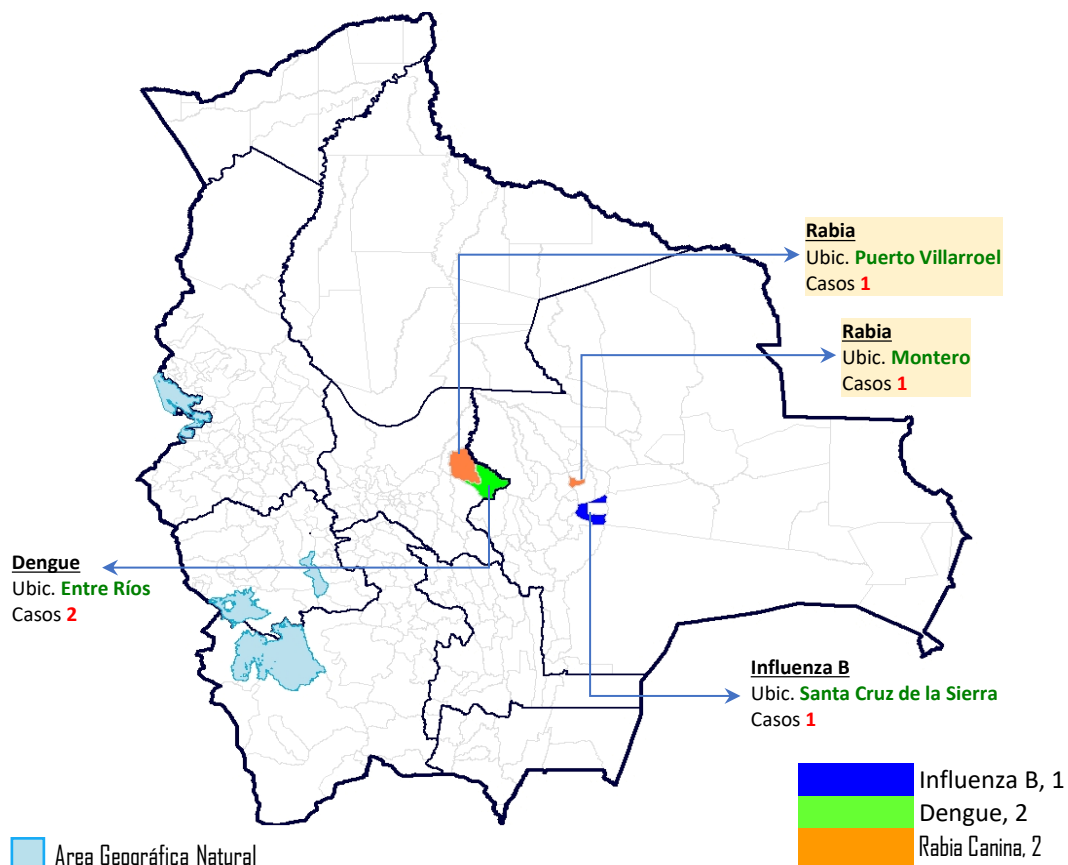 Rabia
Ubic. Puerto Villarroel
Casos 1
Rabia
Ubic. Montero
Casos 1
Dengue
Ubic. Entre Ríos
Casos 2
Influenza B
Ubic. Santa Cruz de la Sierra
Casos 1
Influenza B, 1
Dengue, 2
Rabia Canina, 2
Area Geográfica Natural